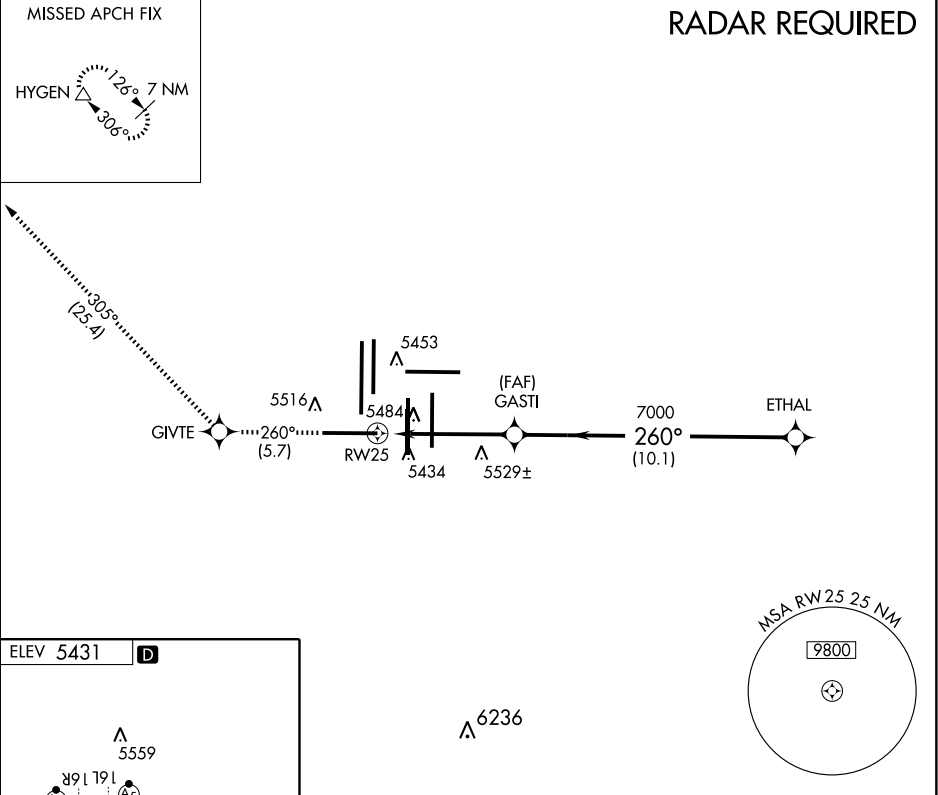 MISSED APCH FIX
RADAR REQUIRED
HYGEN
126°
7 NM
306°
305°
(25.4)
5453
(FAF)
GASTI
5516
5484
7000
ETHAL
GIVTE
260°
(5.7)
RW25
260°
(10.1)
5434
5529±
MSA RW25 25 NM
9800
ELEV 5431
D
6236
5559
16R
16L